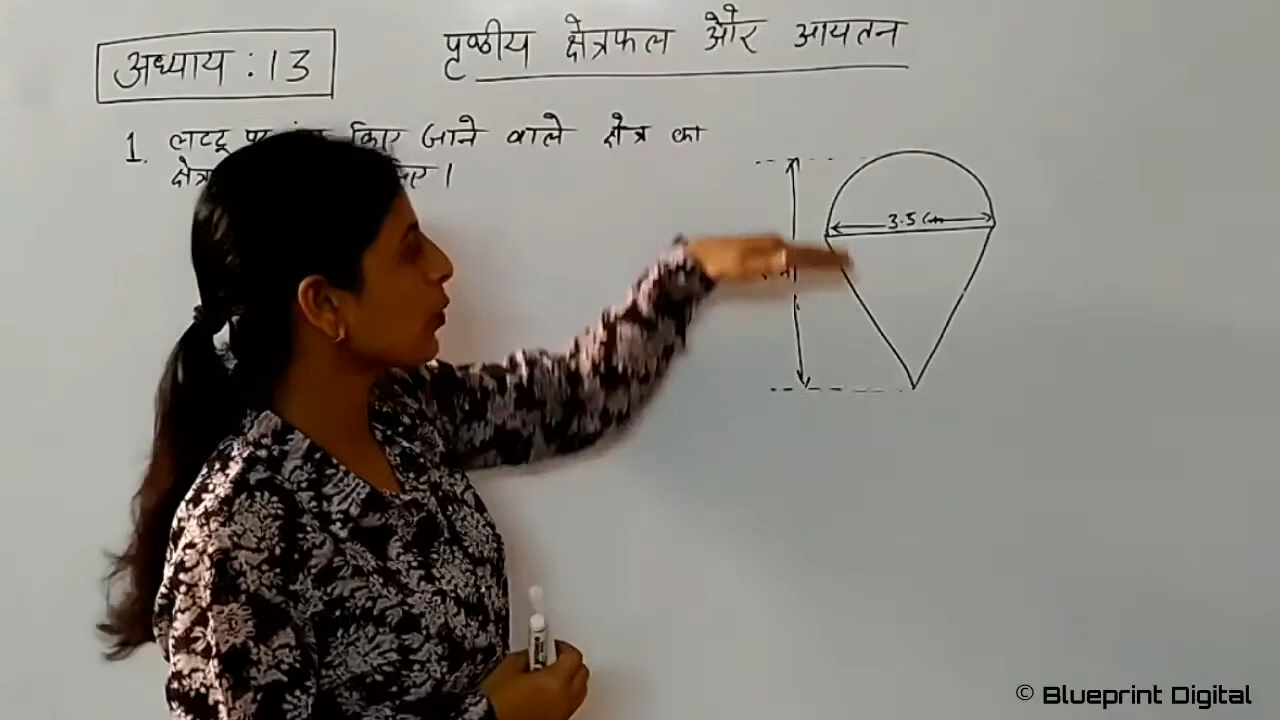 अध्याय : 13
पृष्ठीय क्षेत्रफल और आयतन
1. लट्टू किए जाने वाले क्षेत्र का
3.5 cm
© Blueprint Digital